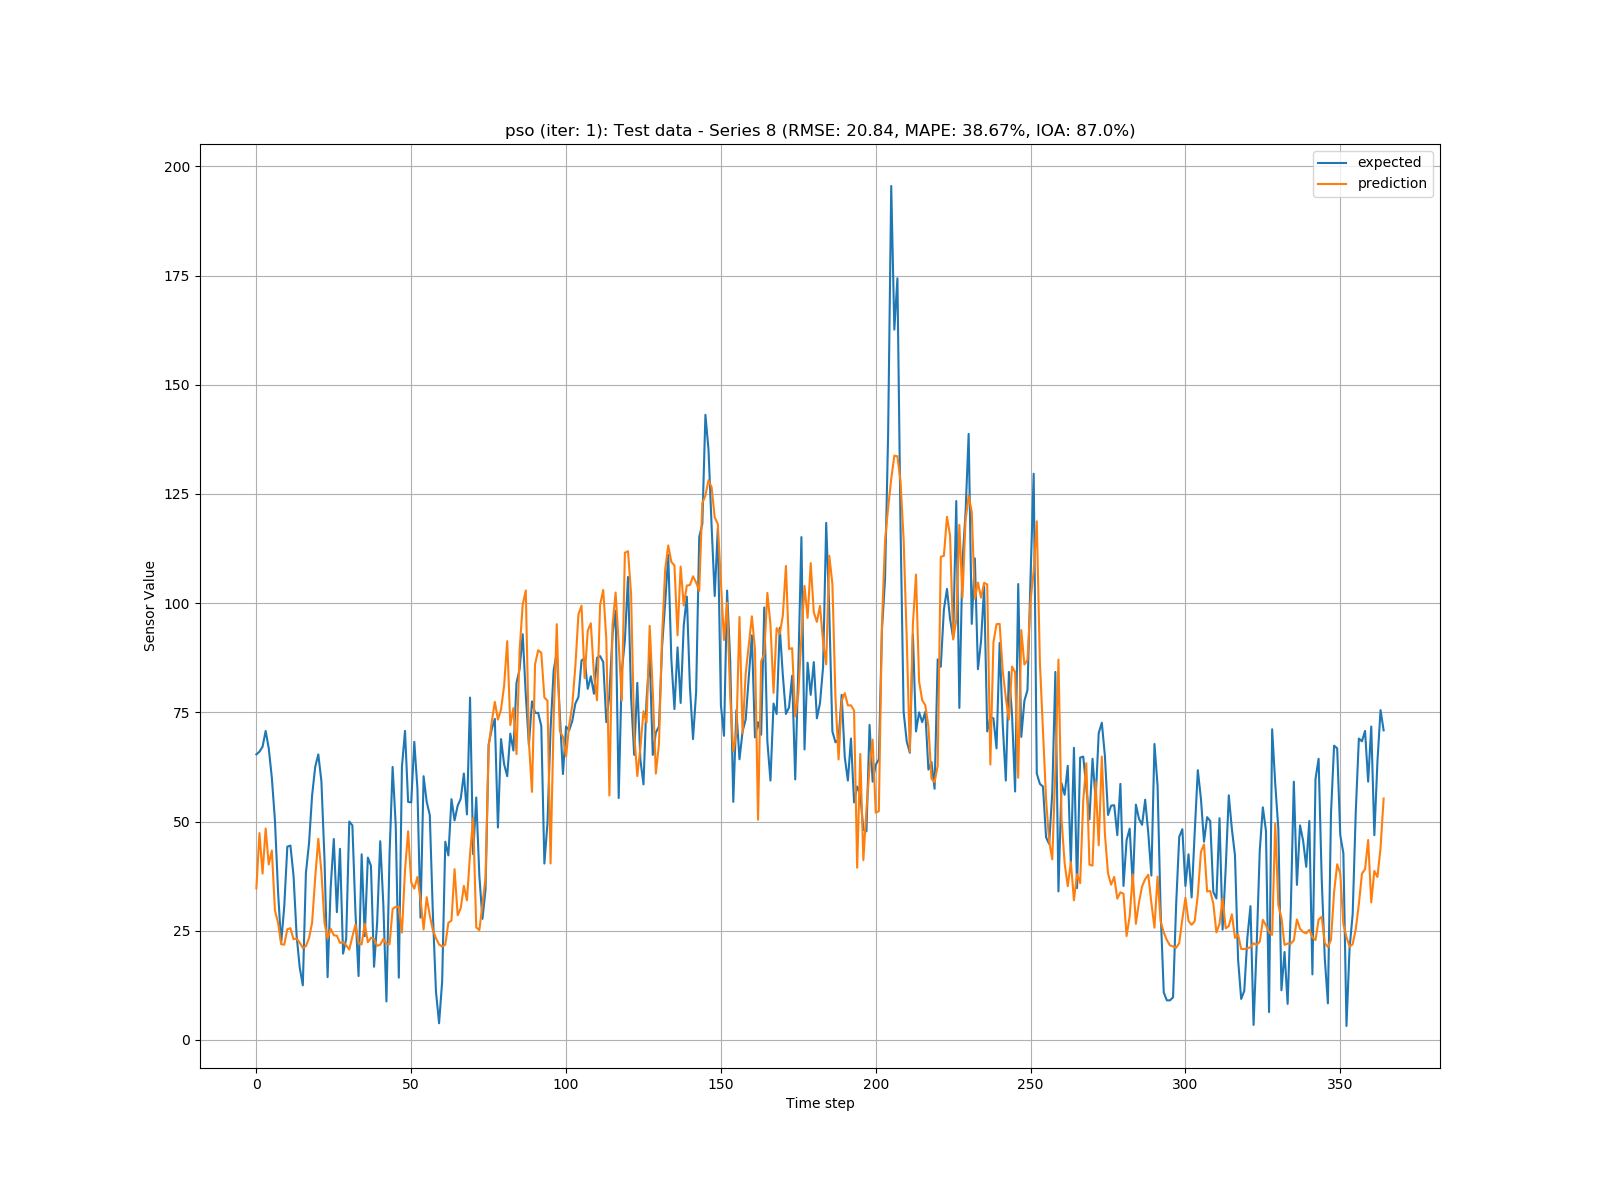 pso (iter: 1): Test data - Series 8 (RMSE: 20.84, MAPE: 38.67%, IOA: 87.0%)
expected
prediction
200
175
150
125
100
75
50
25
0
Sensor Value
0 50 100 150 200 250 300 350
Time step